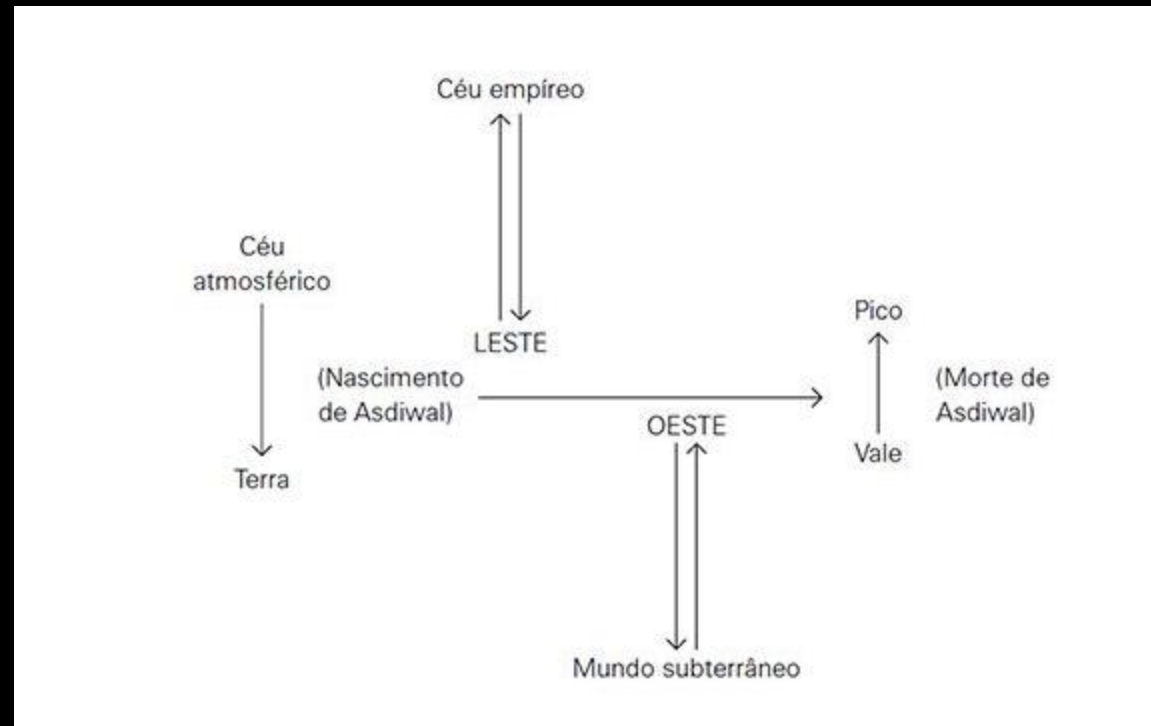 Céu empíreo
Céu
atmosférico
Pico
LESTE
(Nascimento
de Asdiwal)
(Morte de
Asdiwal)
OESTE
Vale
Terra
Mundo subterrâneo